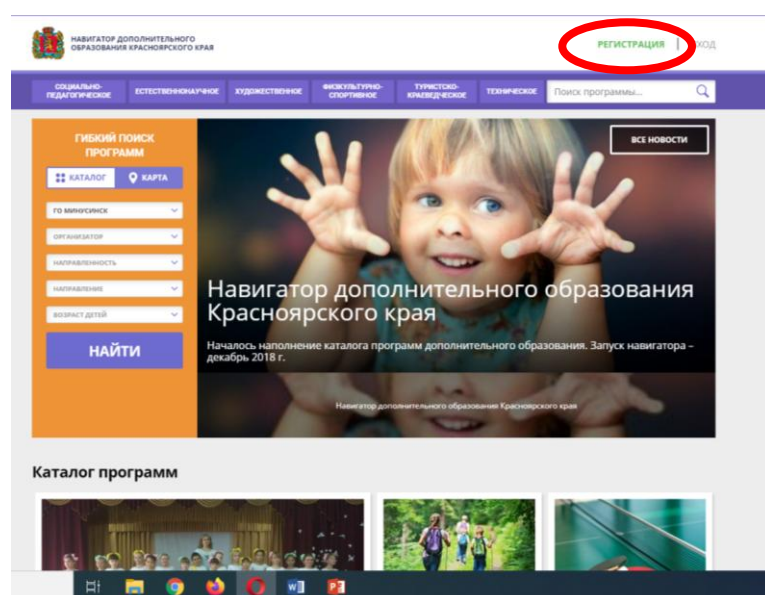 НАВИГАТОР ДОПОЛНИТЕЛЬНОГО
ОБРАЗОВАНИЯ КРАСНОЯРСКОГО КРАЯ
РЕГИСТРАЦИЯ
ХОД
СОЦИАЛЬНО-
ПЕДАГОГИЧЕСКОЕ
ЕСТЕСТВЕННОНАУЧНОЕ
ХУДОЖЕСТВЕННОЕ
ФИЗКУЛЬТУРНО-
СПОРТИВНОЕ
ТУРИСТСКО-
КРАЕВЕДЧЕСКОЕ
ТЕХНИЧЕСКОЕ
Поиск программы...
ГИБКИЙ ПОИСК
ПРОГРАММ
КАТАЛОГ
КАРТА
ГО МИНУСИНСК
ОРГАНИЗАТОР
НАПРАВЛЕННОСТЬ
НАПРАВЛЕНИЕ
ВОЗРАСТ ДЕТЕЙ
НАЙТИ
ВСЕ НОВОСТИ
Навигатор дополнительного образования
Красноярского края
Началось наполнение каталога программ дополнительного образования. Запуск навигатора –
декабрь 2018 г.
Навигатор дополнительного образования Красноярского края
Каталог программ